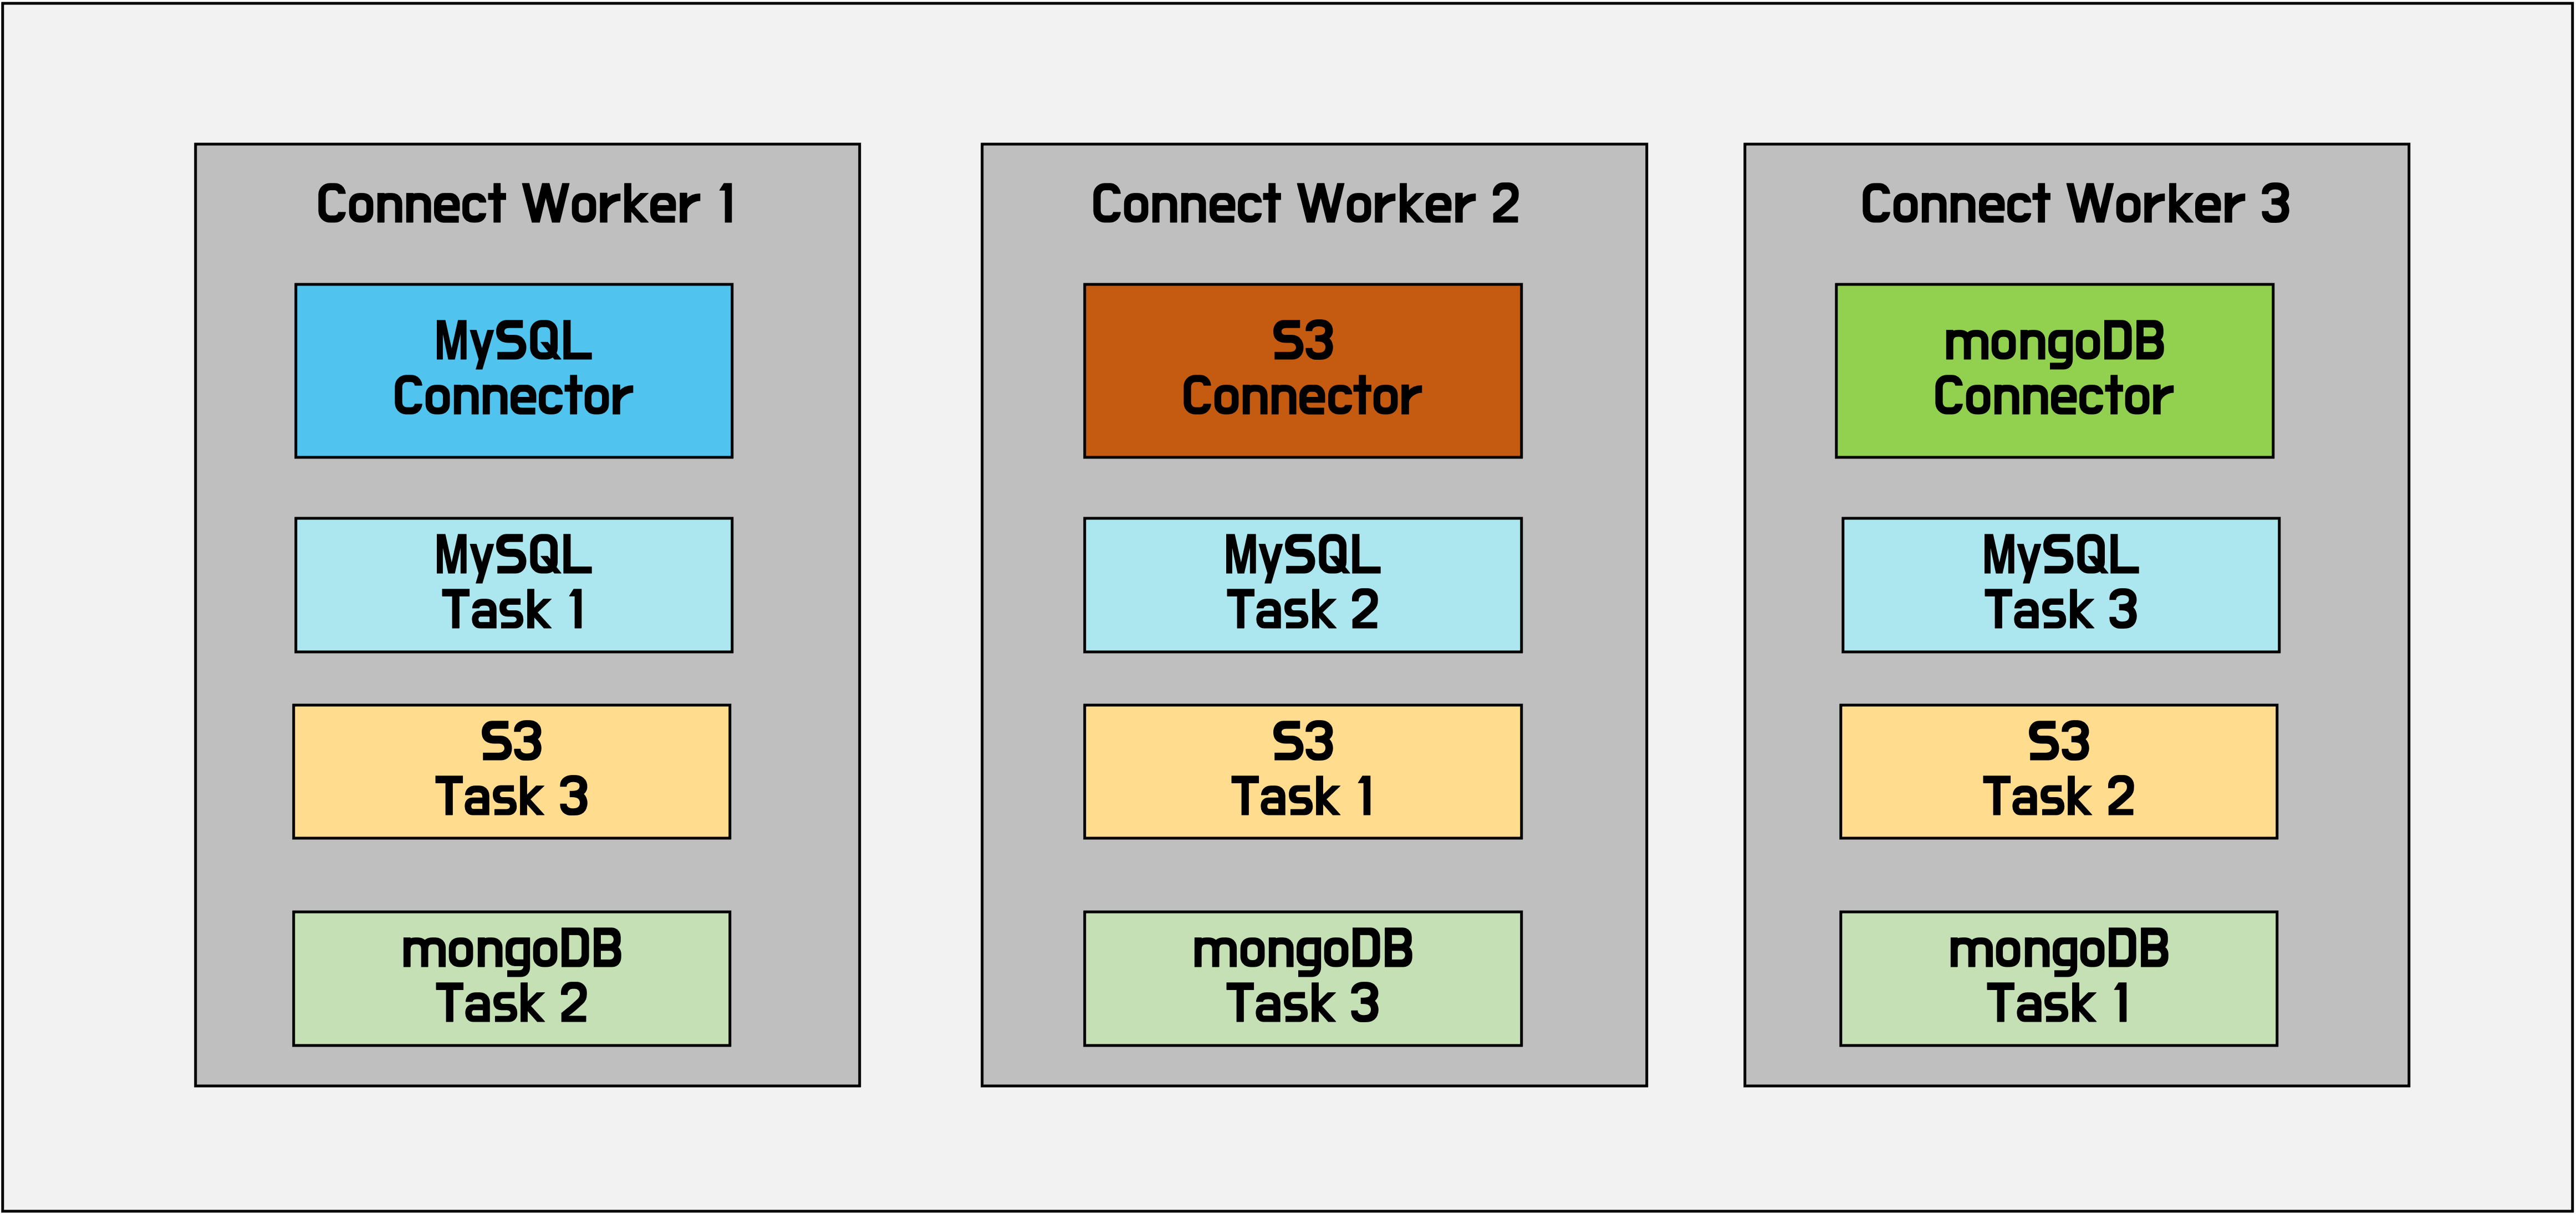 Connect Worker 1
MySQL
Connector
MySQL
Task 1
S3
Task 3
mongoDB
Task 2
Connect Worker 2
S3
Connector
MySQL
Task 2
S3
Task 1
mongoDB
Task 3
Connect Worker 3
mongoDB
Connector
MySQL
Task 3
S3
Task 2
mongoDB
Task 1